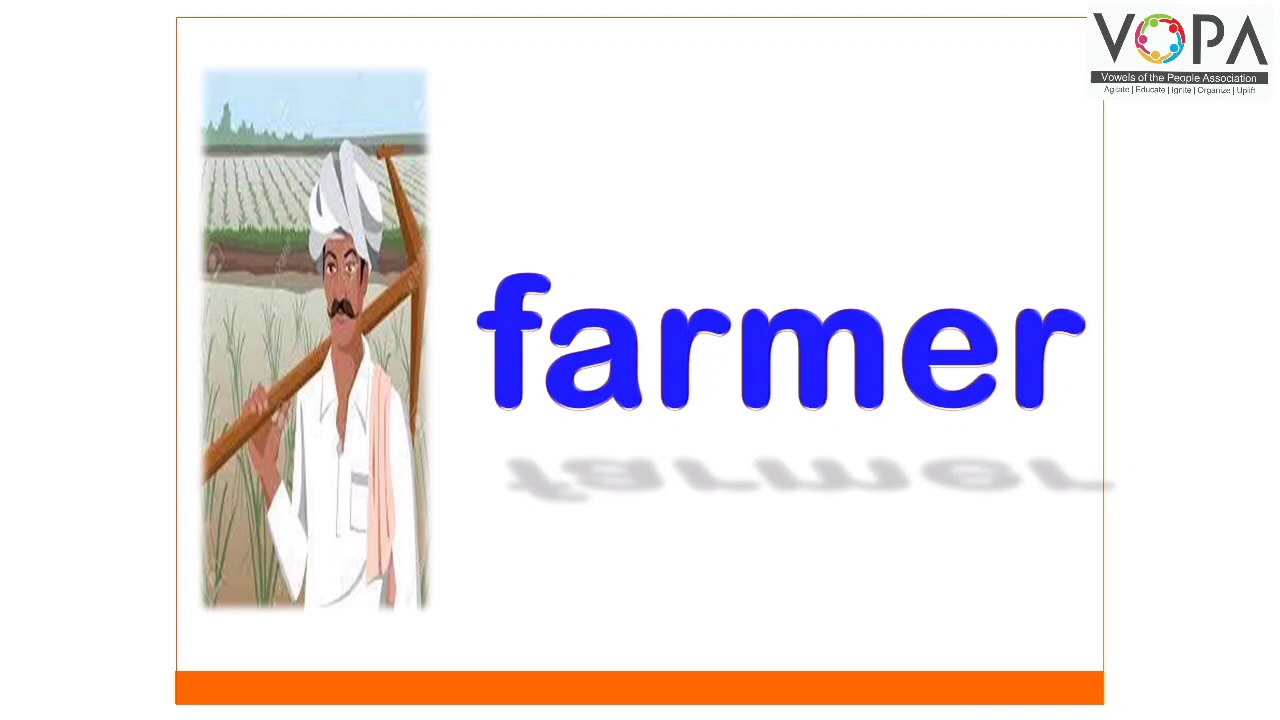 VOPA
Vowels of the People Association
Agitate | Educate | Ignite | Organize | Uplift
farmer